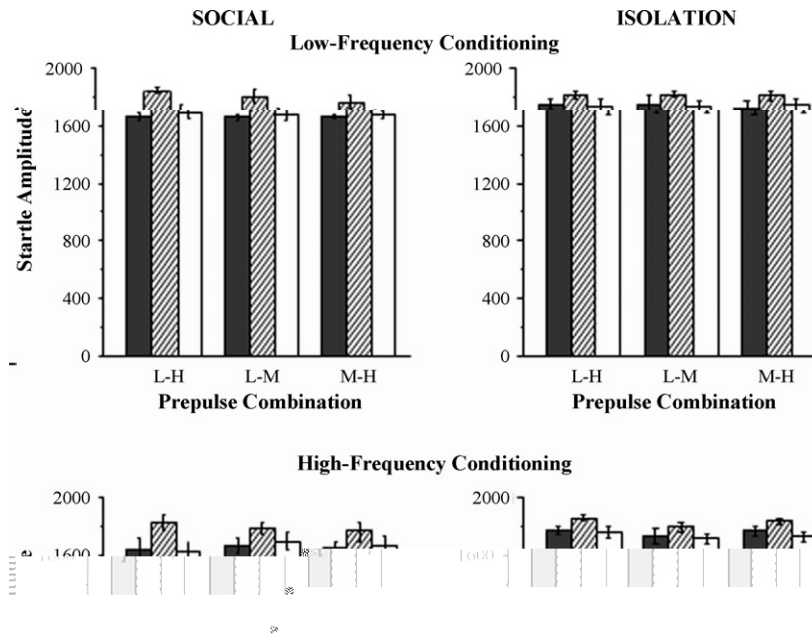 SOCIAL
ISOLATION
Low-Frequency Conditioning
2000
1600
1200
800
400
0
Startle Amplitude
L-H L-M M-H
Prepulse Combination
2000
1600
1200
800
400
0
L-H L-M M-H
Prepulse Combination
High-Frequency Conditioning
2000
1600
2000
1600